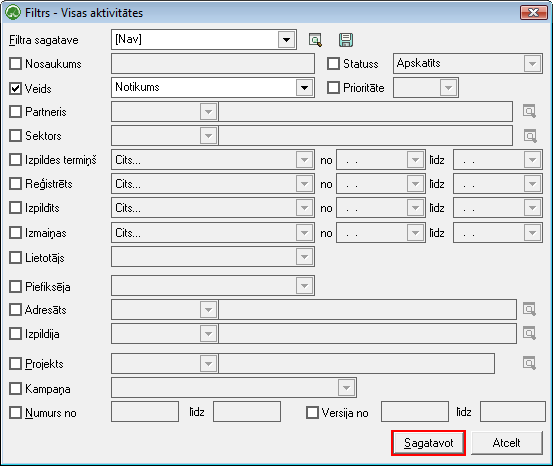 Filtrs - Visas aktivitātes
Filtra sagatave [Nav]
Nosaukums Statuss Apskatīts
Veids Notikums Prioritāte
Partneris
Sektors
Izpildes termiņš Cits... no . . līdz . .
Reģistrēts Cits... no . . līdz . .
Izpildīts Cits... no . . līdz . .
Izmaiņas Cits... no . . līdz . .
Lietotājs
Piefiksēja
Adresāts
Izpildīja
Projekts
Kampaņa
Numurs no līdz Versija no līdz
Sagatavot Atcelt